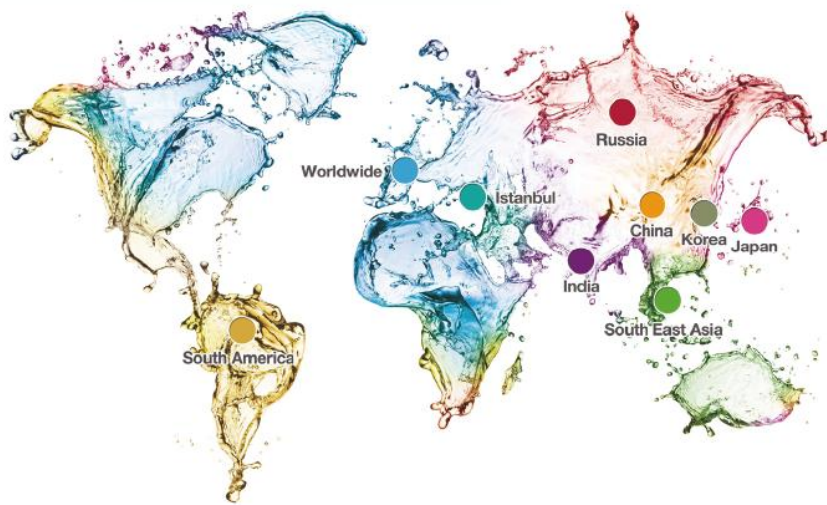 Russia
Worldwide
Istanbul
China
Korea
Japan
India
South East Asia
South America